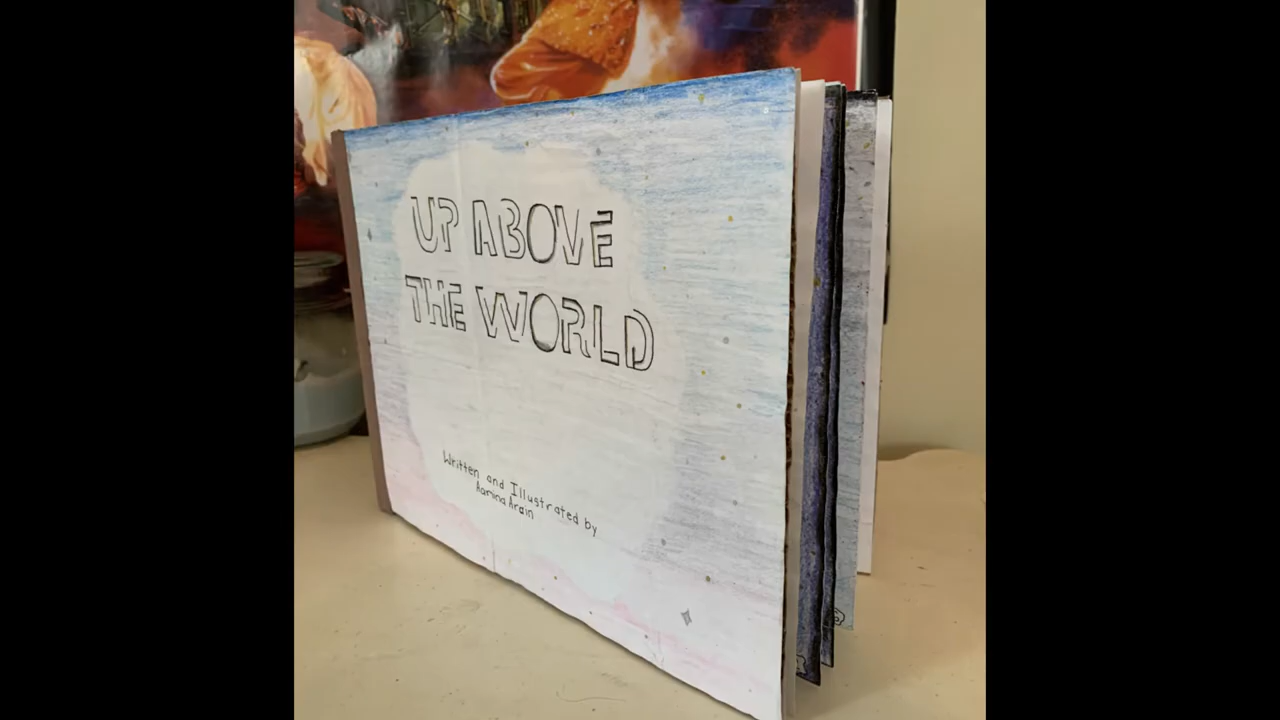 UP ABOVE
THE WORLD
Written and Illustrated by
Aamina Arain